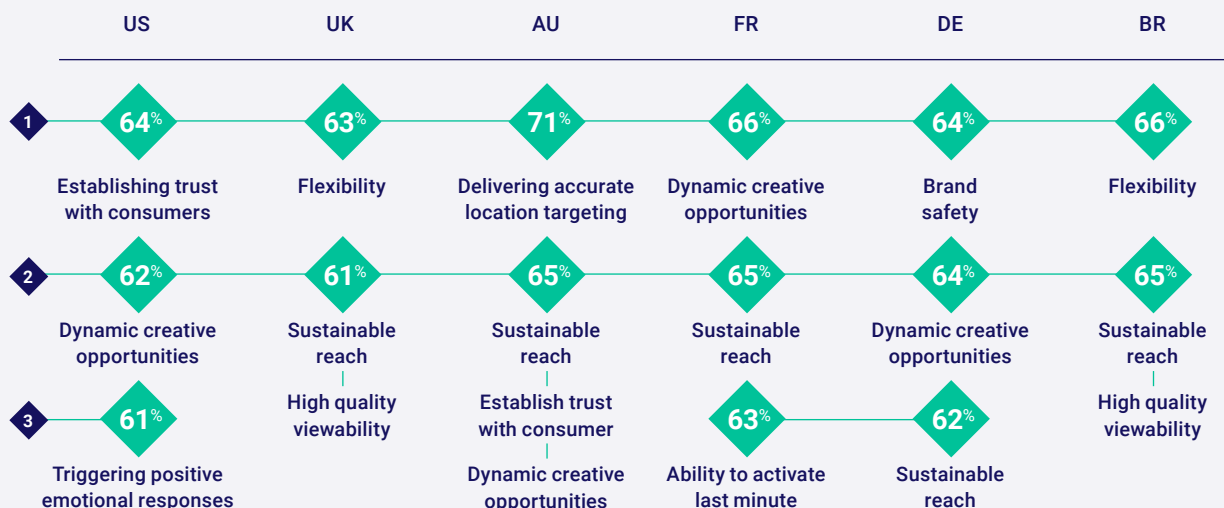 US UK AU FR DE BR
1 64% 63% 71% 66% 64% 66%
Establishing trust Flexibility Delivering accurate Dynamic creative Brand Flexibility
with consumers location targeting opportunities safety
2 62% 61% 65% 65% 64% 65%
Dynamic creative Sustainable Sustainable Sustainable Dynamic creative Sustainable
opportunities reach reach reach opportunities reach
High quality Establish trust High quality
viewability with consumer viewability
3 61% 63% 62%
Triggering positive Dynamic creative Ability to activate Sustainable
emotional responses opportunities last minute reach